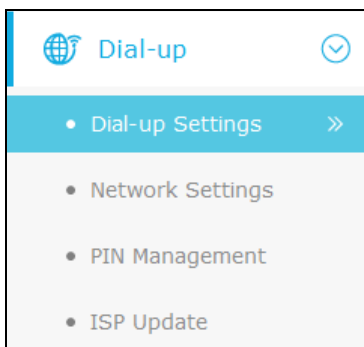 Dial-up
Dial-up Settings
Network Settings
PIN Management
ISP Update